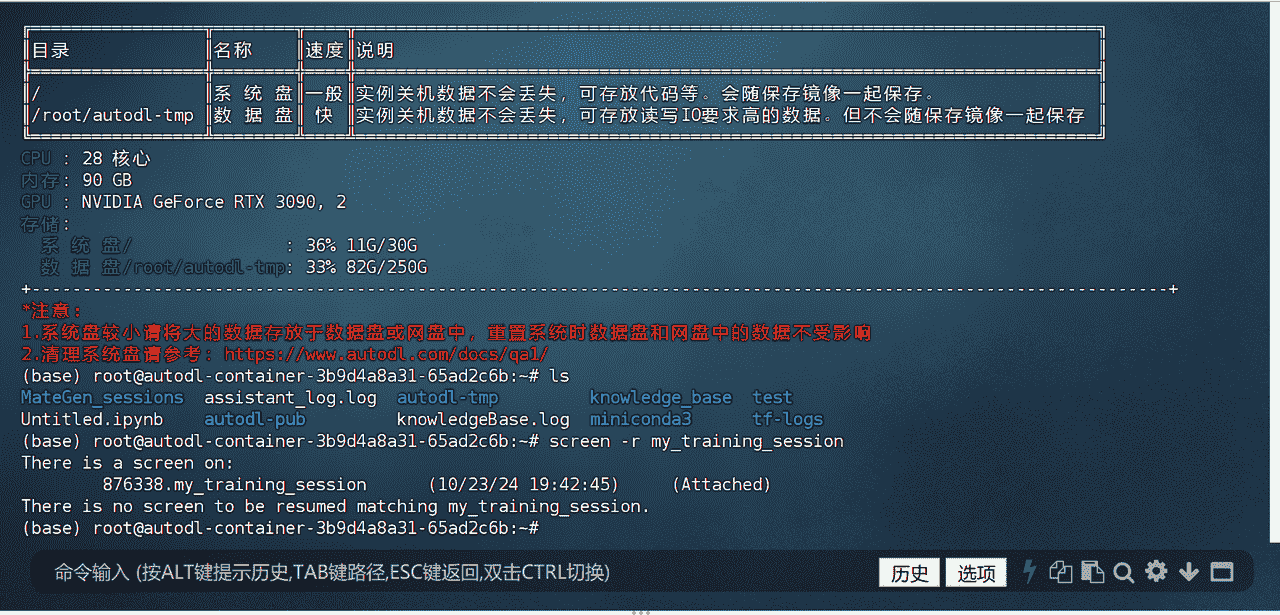 目录 名称 速度 说明
/ 系 统 盘 一般 实例关机数据不会丢失，可存放代码等。会随保存镜像一起保存。
/root/autodl-tmp 数 据 盘 快 实例关机数据不会丢失，可存放读写IO要求高的数据。但不会随保存镜像一起保存
CPU : 28 核心
内存: 90 GB
GPU : NVIDIA GeForce RTX 3090, 2
存储:
系 统 盘/ : 36% 11G/30G
数 据 盘/root/autodl-tmp: 33% 82G/250G
+----------------------------------------------------------------------------------------------------------------+
*注意:
1.系统盘较小请将大的数据存放于数据盘或网盘中，重置系统时数据盘和网盘中的数据不受影响
2.清理系统盘请参考: https://www.autodl.com/docs/qa1/
(base) root@autodl-container-3b9d4a8a31-65ad2c6b:~# ls
MateGen_sessions assistant_log.log autodl-tmp knowledge_base test
Untitled.ipynb autodl-pub knowledgeBase.log miniconda3 tf-logs
(base) root@autodl-container-3b9d4a8a31-65ad2c6b:~# screen -r my_training_session
There is a screen on:
876338.my_training_session (10/23/24 19:42:45) (Attached)
There is no screen to be resumed matching my_training_session.
(base) root@autodl-container-3b9d4a8a31-65ad2c6b:~#
命令输入 (按ALT键提示历史,TAB键路径,ESC键返回,双击CTRL切换) 历史 选项